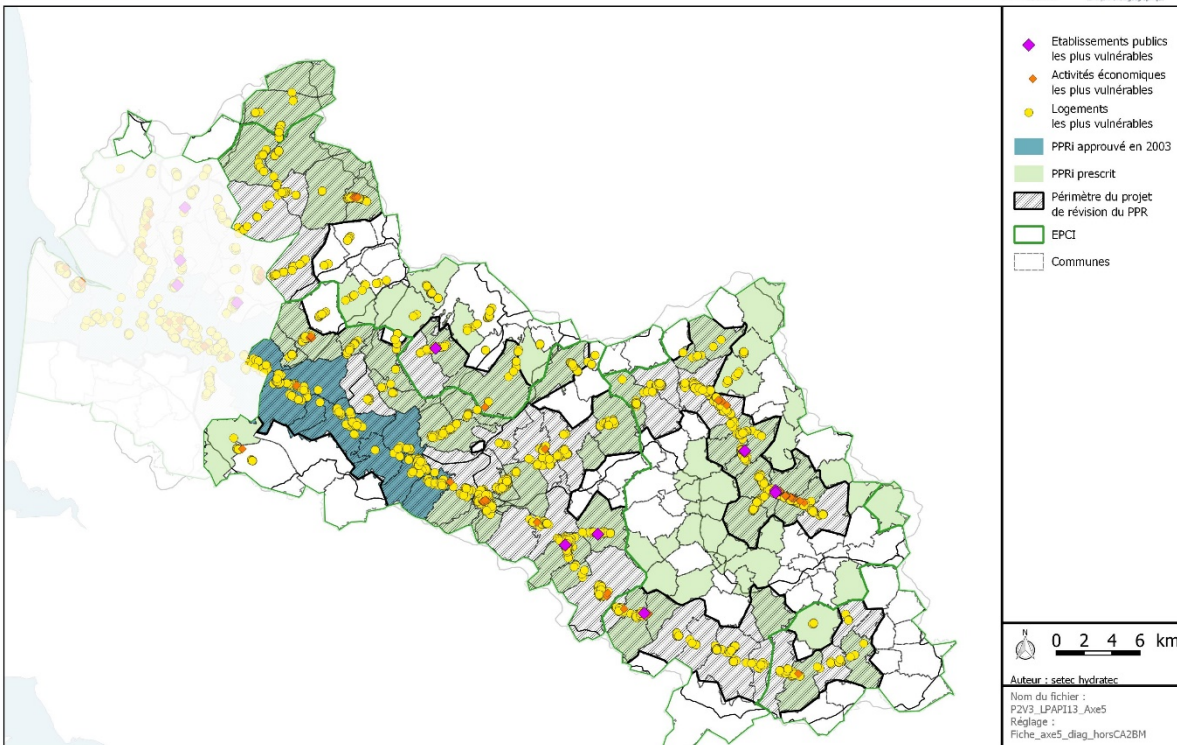 Etablissements publics
les plus vulnérables
Activités économiques
les plus vulnérables
Logements
les plus vulnérables
PPRi approuvé en 2003
PPRi prescrit
Périmètre du projet
de révision du PPR
EPCI
Communes
N
0 2 4 6 km
Auteur : setec hydratec
Nom du fichier :
P2V3_LPAPI13_Axe5
Réglage :
Fiche_axe5_diag_horsCA2BM